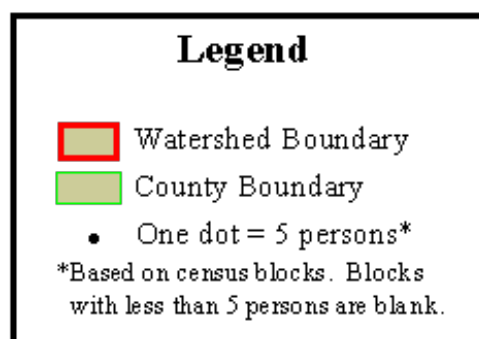 Legend
Watershed Boundary
County Boundary
One dot = 5 persons*
*Based on census blocks. Blocks
with less than 5 persons are blank.